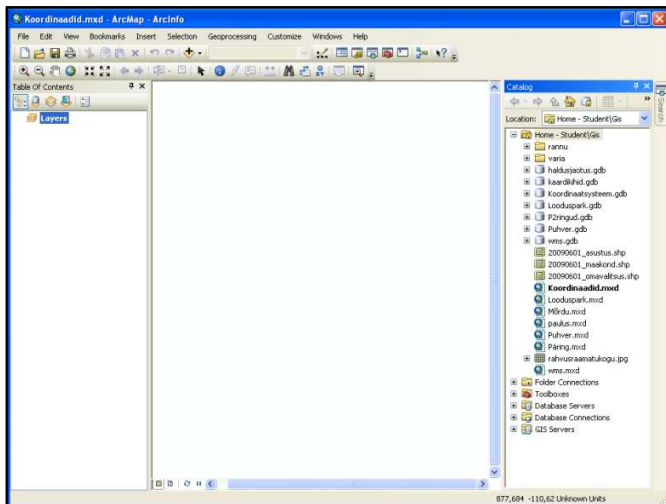 Koordinaadid.mxd - ArcMap - ArcInfo
File Edit View Bookmarks Insert Selection Geoprocessing Customize Windows Help
Table Of Contents
Layers
Catalog
Location: Home - Student\Gis
Search
Home - Student\Gis
rannu
varia
haldusjaotus.gdb
kaardikihid.gdb
Koordinaatsysteem.gdb
Looduspark.gdb
P2ringud.gdb
Puhver.gdb
wms.gdb
20090601_asustus.shp
20090601_maakond.shp
20090601_omavalitsus.shp
Koordinaadid.mxd
Looduspark.mxd
Mõrdu.mxd
paulus.mxd
Puhver.mxd
Päring.mxd
rahvusraamatukogu.jpg
wms.mxd
Folder Connections
Toolboxes
Database Servers
Database Connections
GIS Servers
877,684 -110,62 Unknown Units